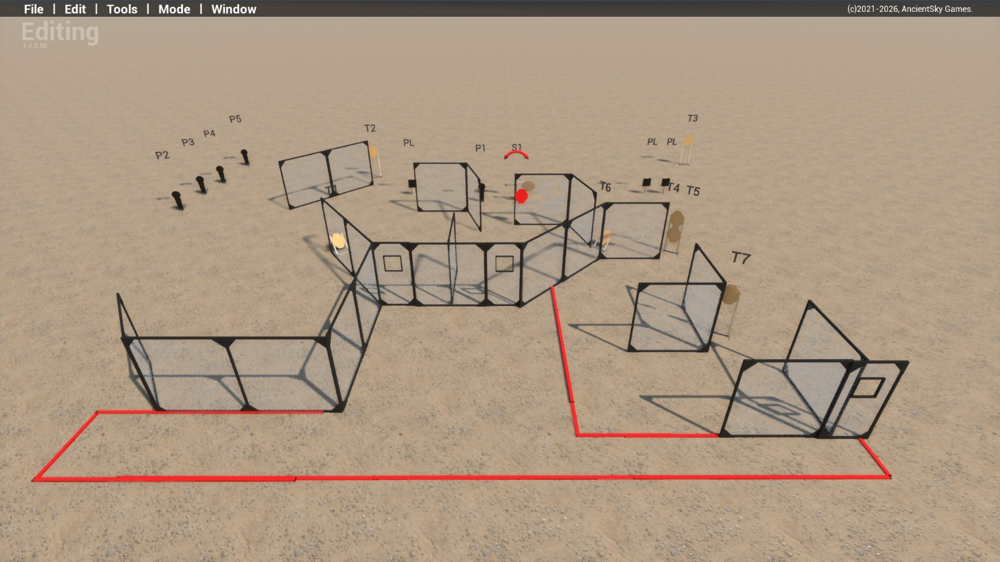 File | Edit | Tools | Mode | Window
(c)2021-2026, AncientSky Games.
Editing
1.0.0.95
P5
P4
P3
P2
T2
PL
P1
S1
T3
PL PL
T6
T4 T5
T7